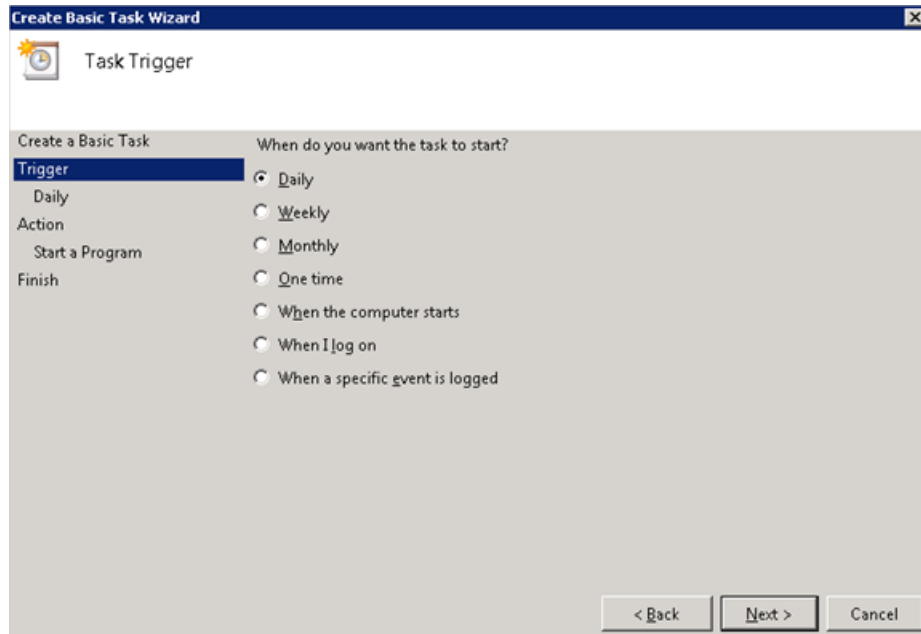 Create Basic Task Wizard
Task Trigger
Create a Basic Task
Trigger
Daily
Action
Start a Program
Finish
When do you want the task to start?
Daily
Weekly
Monthly
One time
When the computer starts
When I log on
When a specific event is logged
< Back
Next >
Cancel